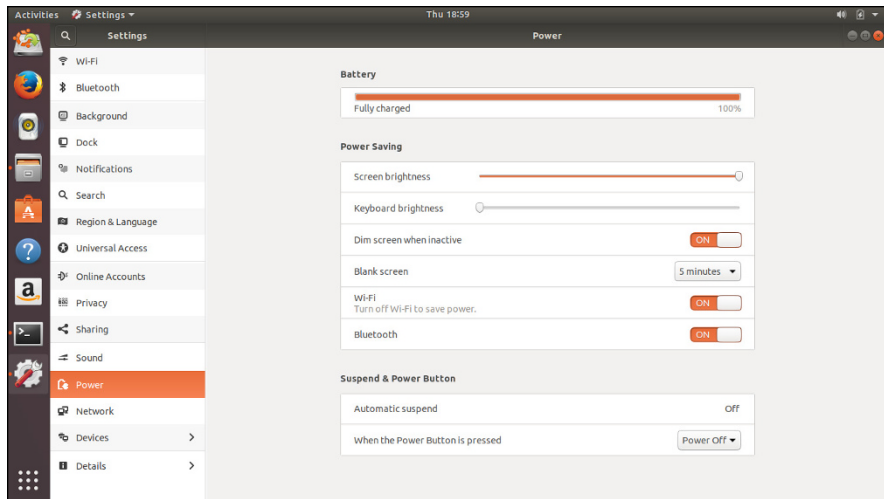 Activities Settings Thu 18:59
Settings Power
Wi-Fi
Bluetooth
Background
Dock
Notifications
Search
Region & Language
Universal Access
Online Accounts
Privacy
Sharing
Sound
Power
Network
Devices
Details
Battery
Fully charged 100%
Power Saving
Screen brightness
Keyboard brightness
Dim screen when inactive ON
Blank screen 5 minutes
Wi-Fi
Turn off Wi-Fi to save power. ON
Bluetooth ON
Suspend & Power Button
Automatic suspend Off
When the Power Button is pressed Power Off